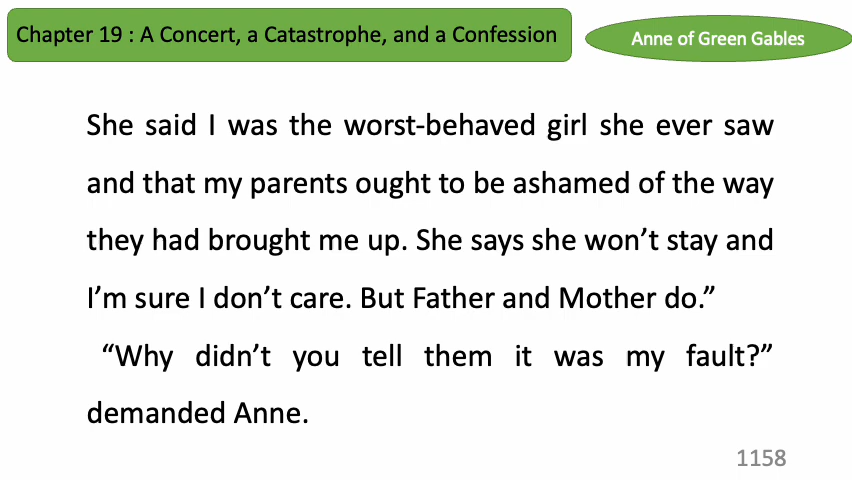 Chapter 19 : A Concert, a Catastrophe, and a Confession
Anne of Green Gables
She said I was the worst-behaved girl she ever saw
and that my parents ought to be ashamed of the way
they had brought me up. She says she won’t stay and
I’m sure I don’t care. But Father and Mother do.”
“Why didn’t you tell them it was my fault?”
demanded Anne.
1158